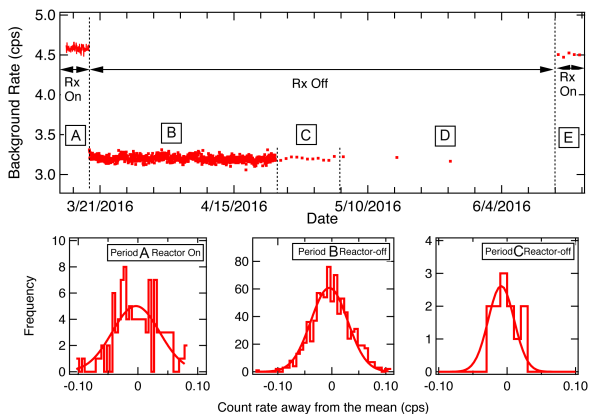 Background Rate (cps)
5.0
4.5
4.0
3.5
3.0
Rx On
Rx Off
Rx On
A
B
C
D
E
3/21/2016
4/15/2016
5/10/2016
6/4/2016
Date
Frequency
10
8
6
4
2
0
Period A Reactor On
-0.10
0
0.10
80
60
40
20
0
Period B Reactor-off
-0.10
0
0.10
4
3
2
1
0
Period C Reactor-off
-0.10
0
0.10
Count rate away from the mean (cps)